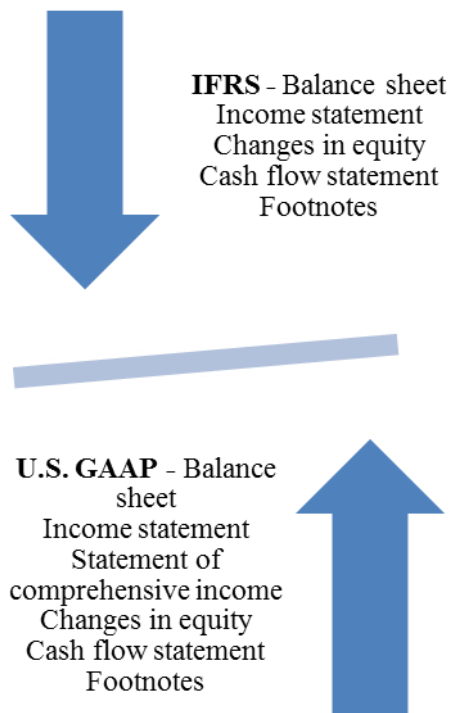 IFRS - Balance sheet
Income statement
Changes in equity
Cash flow statement
Footnotes
U.S. GAAP - Balance
sheet
Income statement
Statement of
comprehensive income
Changes in equity
Cash flow statement
Footnotes